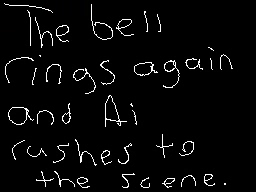 The bell
rings again
and Ai
rushes to
the scene.